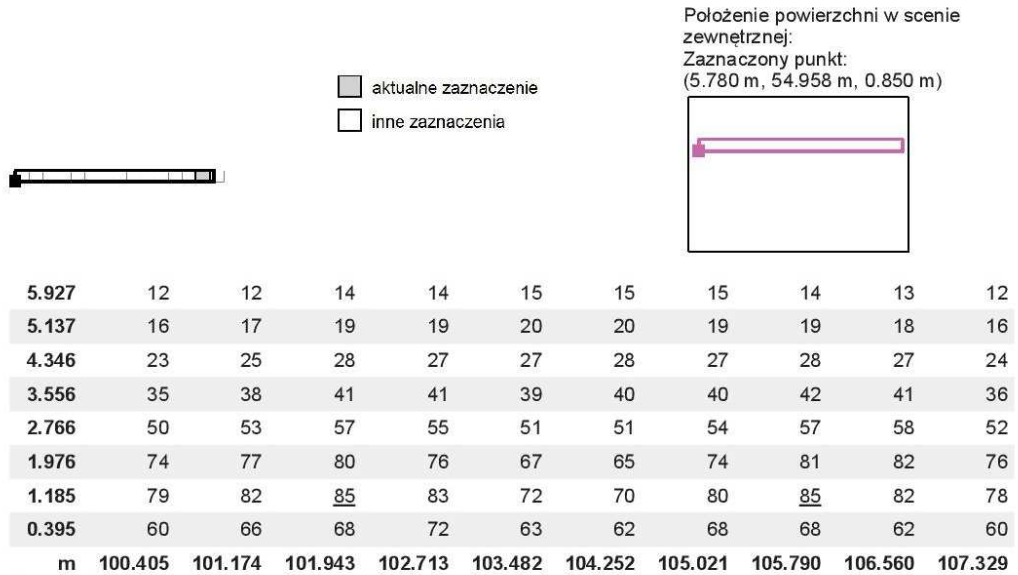 Położenie powierzchni w scenie
zewnętrznej:
Zaznaczony punkt:
(5.780 m, 54.958 m, 0.850 m)
aktualne zaznaczenie
inne zaznaczenia
5.927 12 12 14 14 15 15 15 14 13 12
5.137 16 17 19 19 20 20 19 19 18 16
4.346 23 25 28 27 27 28 27 28 27 24
3.556 35 38 41 41 39 40 40 42 41 36
2.766 50 53 57 55 51 51 54 57 58 52
1.976 74 77 80 76 67 65 74 81 82 76
1.185 79 82 85 83 72 70 80 85 82 78
0.395 60 66 68 72 63 62 68 68 62 60
m 100.405 101.174 101.943 102.713 103.482 104.252 105.021 105.790 106.560 107.329